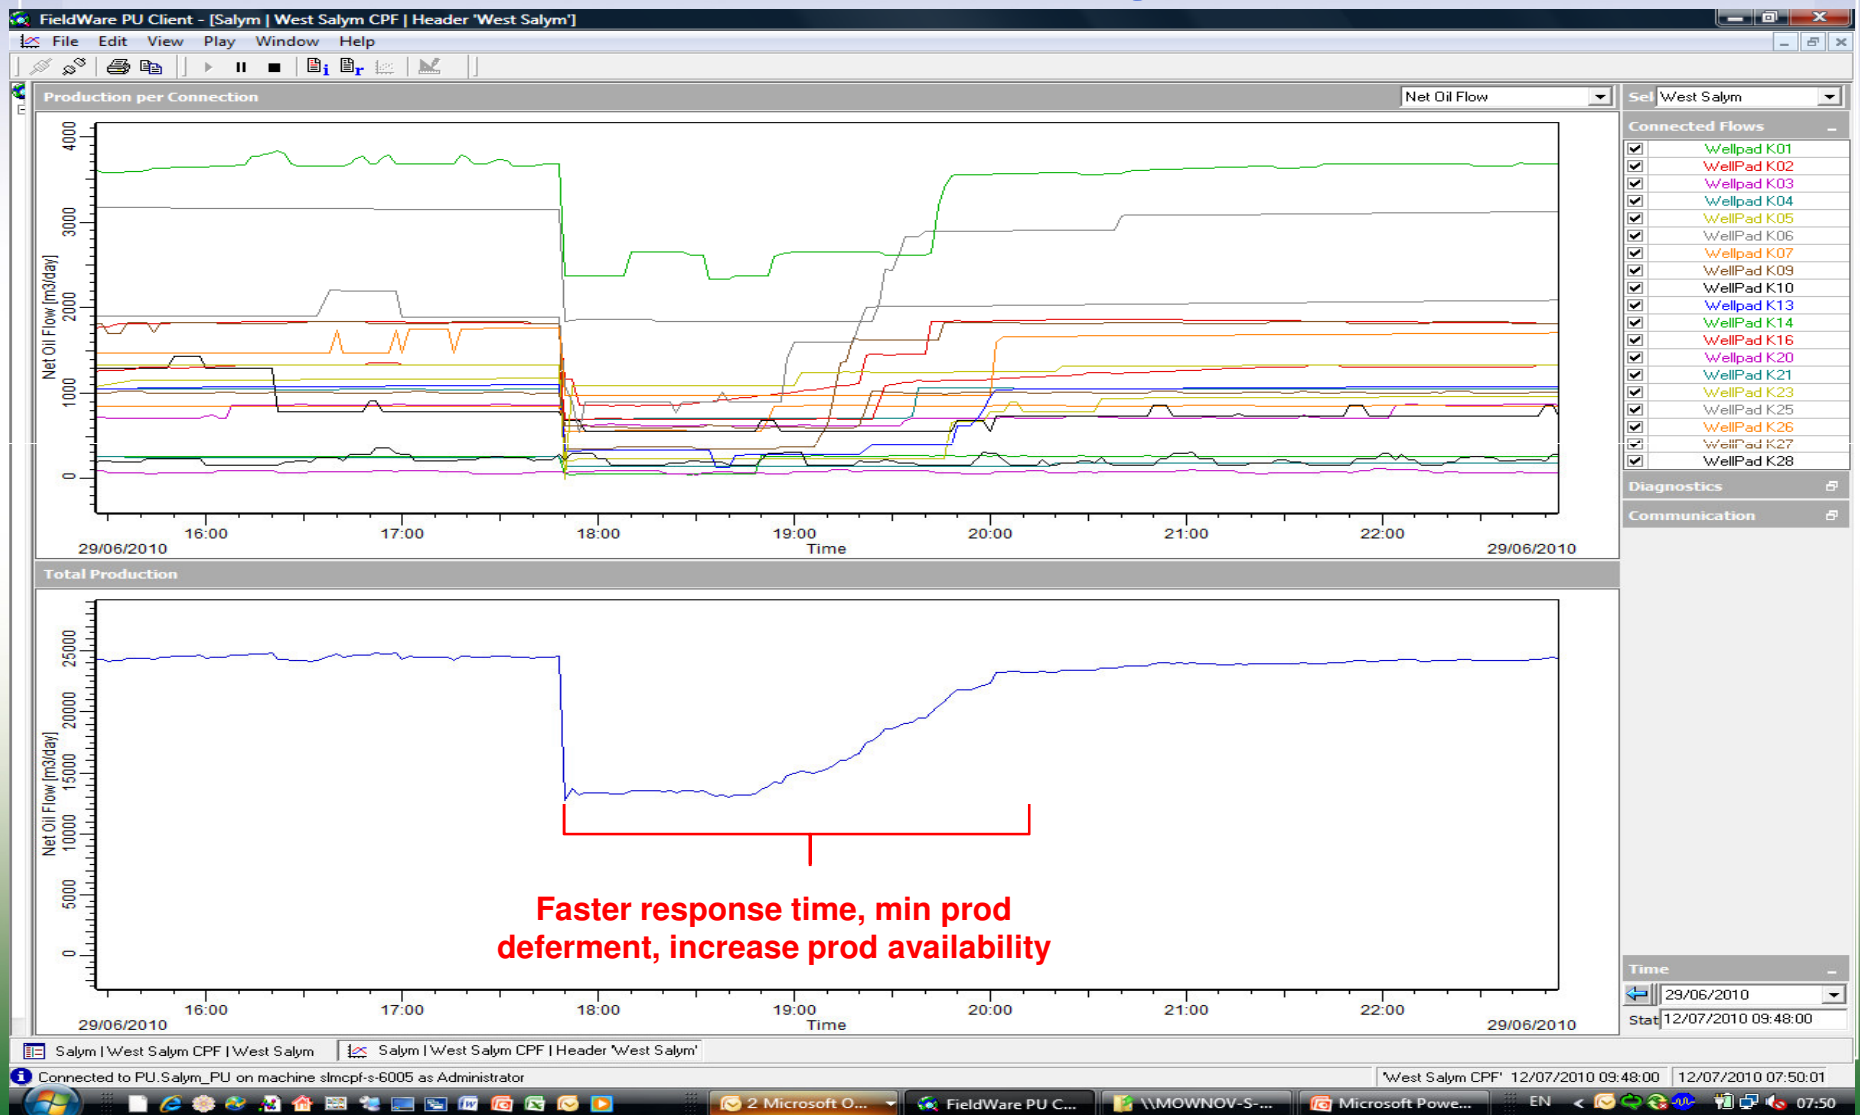 FieldWare PU Client - [Salym | West Salym CPF | Header 'West Salym']
File Edit View Play Window Help
Production per Connection
Net Oil Flow
Sel West Salym
Connected Flows
Wellpad K01
WellPad K02
Wellpad K03
Wellpad K04
WellPad K05
WellPad K06
Wellpad K07
WellPad K09
WellPad K10
WellPad K13
WellPad K14
WellPad K16
WellPad K20
WellPad K21
WellPad K23
WellPad K25
WellPad K26
WellPad K27
WellPad K28
Diagnostics
Communication
Net Oil Flow [m3/day]
4000
3000
2000
1000
0
16:00 17:00 18:00 19:00 20:00 21:00 22:00
29/06/2010 Time 29/06/2010
Total Production
Net Oil Flow [m3/day]
25000
20000
15000
10000
5000
0
Faster response time, min prod
deferment, increase prod availability
16:00 17:00 18:00 19:00 20:00 21:00 22:00
29/06/2010 Time 29/06/2010
Time
29/06/2010
Stat 12/07/2010 09:48:00
Salym | West Salym CPF | West Salym
Salym | West Salym CPF | Header 'West Salym'
Connected to PU.Salym_PU on machine slmcpf-s-6005 as Administrator
'West Salym CPF' 12/07/2010 09:48:00
12/07/2010 07:50:01
2 Microsoft O...
FieldWare PU C...
\\MOWNOV-S-...
Microsoft Powe...
EN
07:50